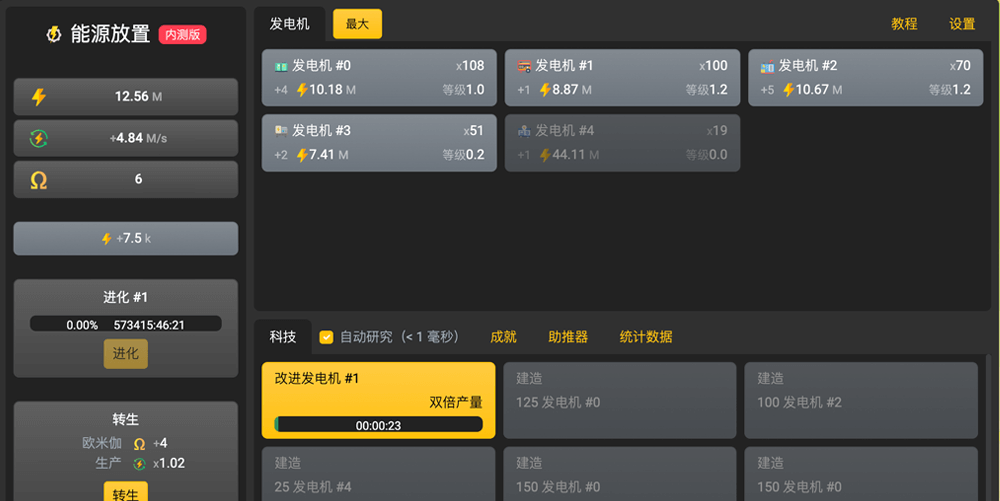 能源放置 内测版
12.56 M
+4.84 M/s
6
+7.5 k
进化 #1
0.00% 573415:46:21
进化
转生
欧米伽 +4
生产 x1.02
转生
发电机 最大 教程 设置
发电机 #0 x108
+4 10.18 M 等级1.0
发电机 #1 x100
+1 8.87 M 等级1.2
发电机 #2 x70
+5 10.67 M 等级1.2
发电机 #3 x51
+2 7.41 M 等级0.2
发电机 #4 x19
+1 44.11 M 等级0.0
科技 自动研究（< 1 毫秒） 成就 助推器 统计数据
改进发电机 #1
双倍产量
00:00:23
建造
125 发电机 #0
建造
100 发电机 #2
建造
25 发电机 #4
建造
150 发电机 #0
建造
150 发电机 #0